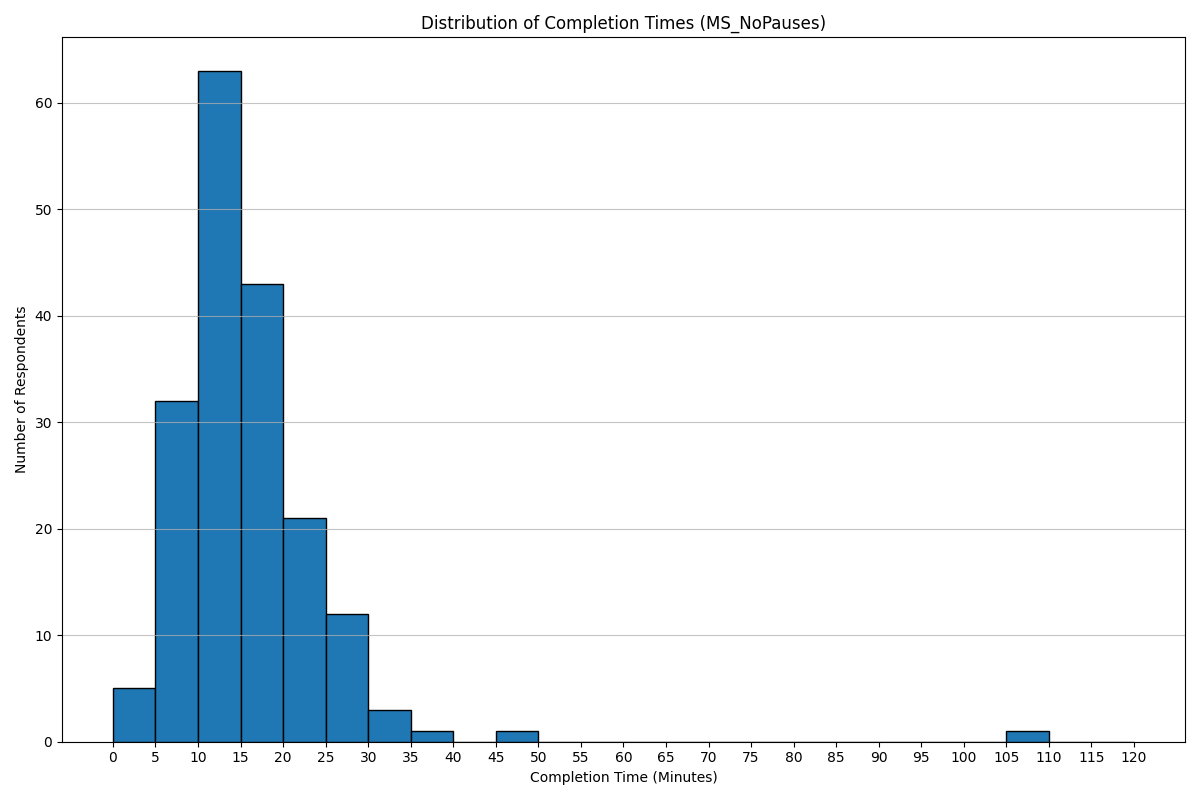 Distribution of Completion Times (MS_NoPauses)
60
50
40
30
20
10
0
Number of Respondents
0 5 10 15 20 25 30 35 40 45 50 55 60 65 70 75 80 85 90 95 100 105 110 115 120
Completion Time (Minutes)